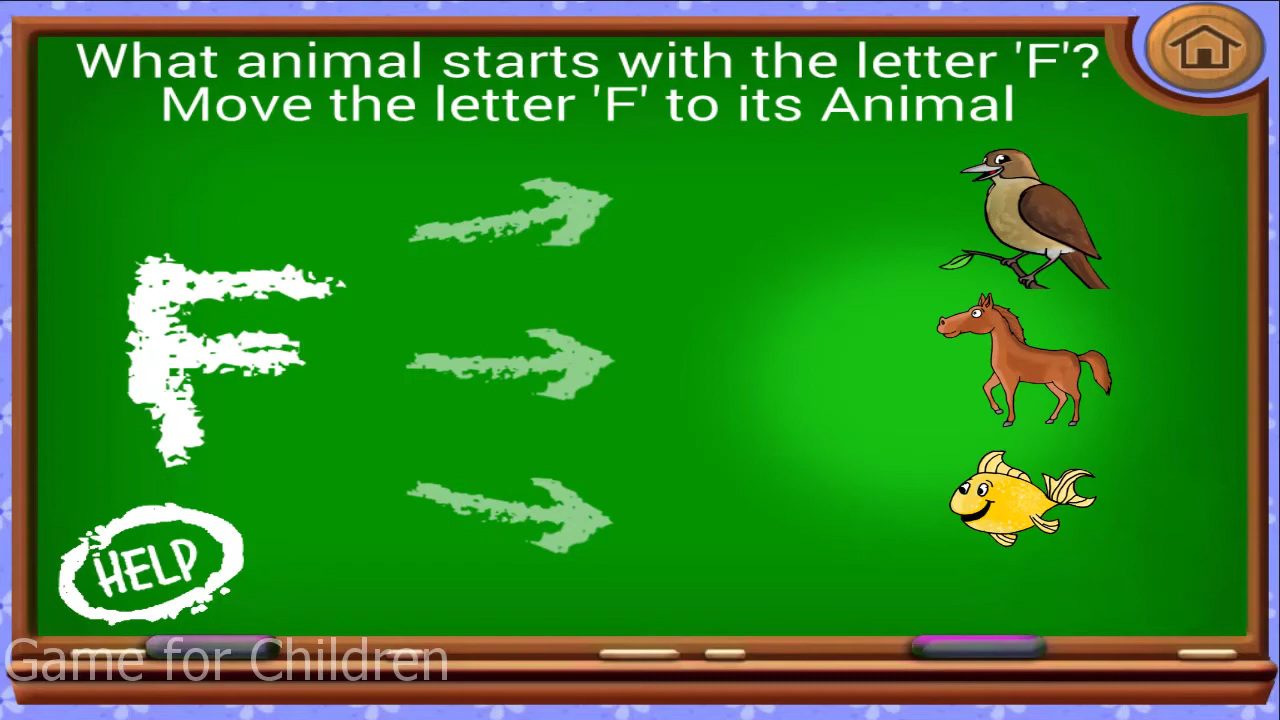 What animal starts with the letter 'F'?
Move the letter 'F' to its Animal
F
HELP
Game for Children